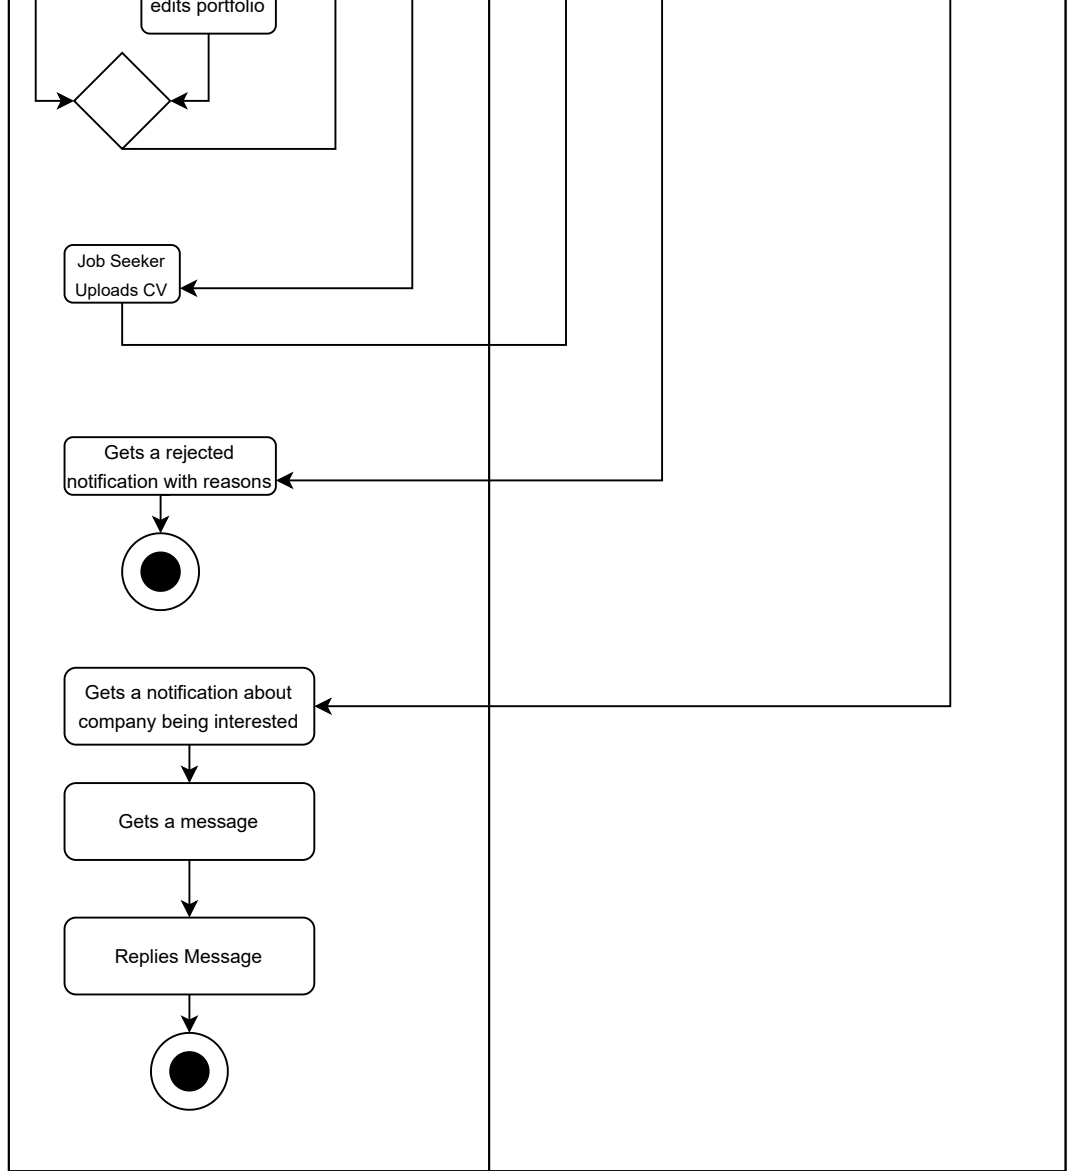 edits portfolio
Job Seeker
Uploads CV
Gets a rejected
notification with reasons
Gets a notification about
company being interested
Gets a message
Replies Message